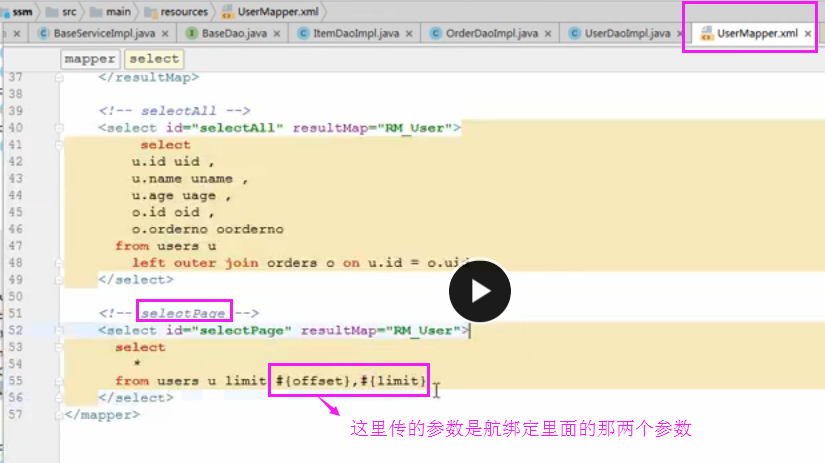 ssm src main resources UserMapper.xml
BaseServiceImpl.java BaseDao.java ItemDaoImpl.java OrderDaoImpl.java UserDaoImpl.java UserMapper.xml
mapper select
37 </resultMap>
38
39 <!-- selectAll -->
40 <select id="selectAll" resultMap="RM_User">
41 select
42 u.id uid ,
43 u.name uname ,
44 u.age uage ,
45 o.id oid ,
46 o.orderno oorderno
47 from users u
48 left outer join orders o on u.id = o.uid
49 </select>
50
51 <!-- selectPage -->
52 <select id="selectPage" resultMap="RM_User">
53 select
54 *
55 from users u limit #{offset},#{limit}
56 </select>
57 </mapper>
这里传的参数是航绑定里面的那两个参数